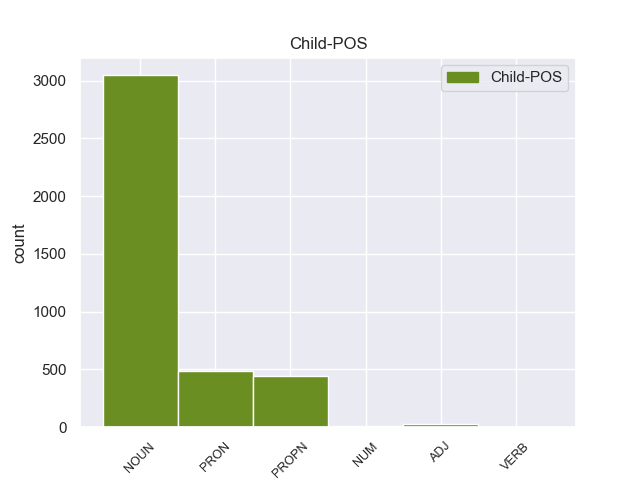 Child-POS
Child-POS
count
3000
2500
2000
1500
1000
500
0
NOUN
PRON
PROPN
NUM
ADJ
VERB